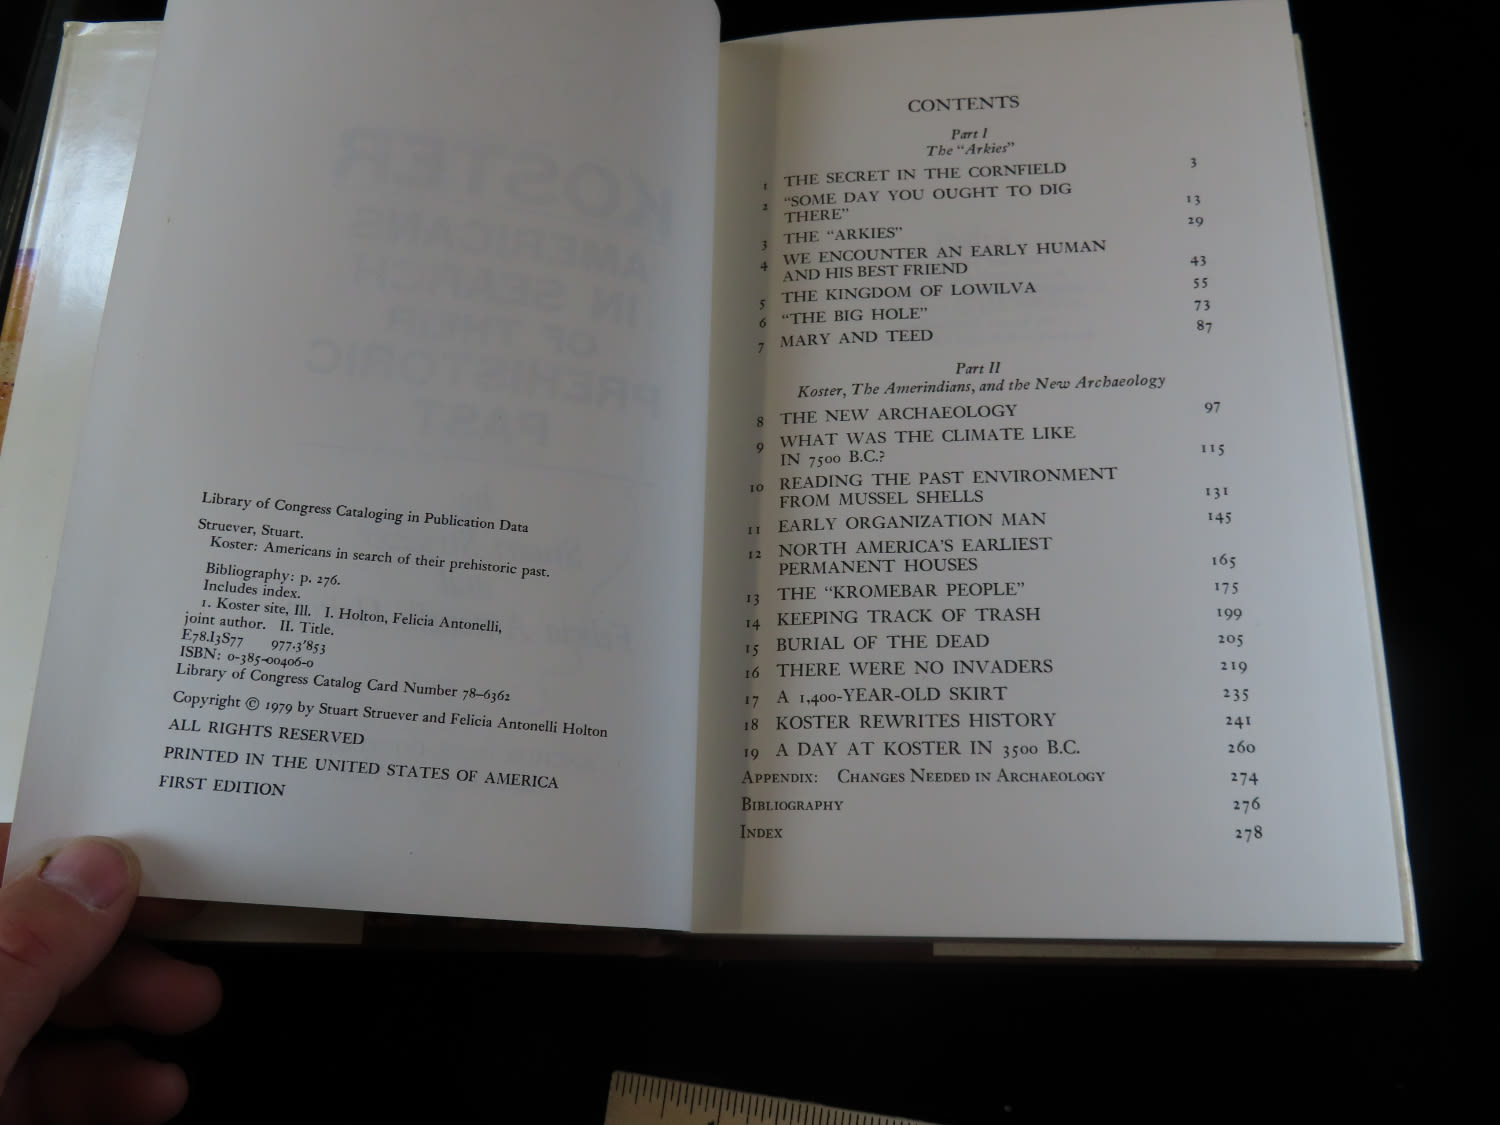 Library of Congress Cataloging in Publication Data
Struever, Stuart.
Koster: Americans in search of their prehistoric past.
Bibliography: p. 276.
Includes index.
1. Koster site, Ill. I. Holton, Felicia Antonelli,
joint author. II. Title.
E78.I3S77 977.3'853
ISBN: 0-385-00406-0
Library of Congress Catalog Card Number 78-6362
Copyright © 1979 by Stuart Struever and Felicia Antonelli Holton
ALL RIGHTS RESERVED
PRINTED IN THE UNITED STATES OF AMERICA
FIRST EDITION
CONTENTS
Part I
The "Arkies"
1 THE SECRET IN THE CORNFIELD 3
2 "SOME DAY YOU OUGHT TO DIG
THERE" 13
3 THE "ARKIES" 29
4 WE ENCOUNTER AN EARLY HUMAN
AND HIS BEST FRIEND 43
5 THE KINGDOM OF LOWILVA 55
6 "THE BIG HOLE" 73
7 MARY AND TEED 87
Part II
Koster, The Amerindians, and the New Archaeology
8 THE NEW ARCHAEOLOGY 97
9 WHAT WAS THE CLIMATE LIKE
IN 7500 B.C.? 115
10 READING THE PAST ENVIRONMENT
FROM MUSSEL SHELLS 131
11 EARLY ORGANIZATION MAN 145
12 NORTH AMERICA'S EARLIEST
PERMANENT HOUSES 165
13 THE "KROMEBAR PEOPLE" 175
14 KEEPING TRACK OF TRASH 199
15 BURIAL OF THE DEAD 205
16 THERE WERE NO INVADERS 219
17 A 1,400-YEAR-OLD SKIRT 235
18 KOSTER REWRITES HISTORY 241
19 A DAY AT KOSTER IN 3500 B.C. 260
APPENDIX: CHANGES NEEDED IN ARCHAEOLOGY 274
BIBLIOGRAPHY 276
INDEX 278